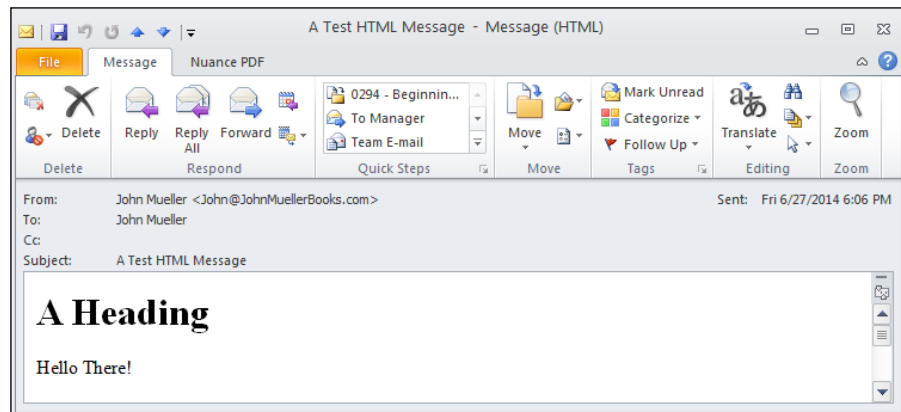 A Test HTML Message - Message (HTML)
File Message Nuance PDF
0294 - Beginnin...
To Manager
Team E-mail
Mark Unread
Categorize
Follow Up
Delete Reply Reply All Forward Move Translate Zoom
Delete Respond Quick Steps Move Tags Editing Zoom
From: John Mueller <John@JohnMuellerBooks.com> Sent: Fri 6/27/2014 6:06 PM
To: John Mueller
Cc:
Subject: A Test HTML Message
A Heading
Hello There!